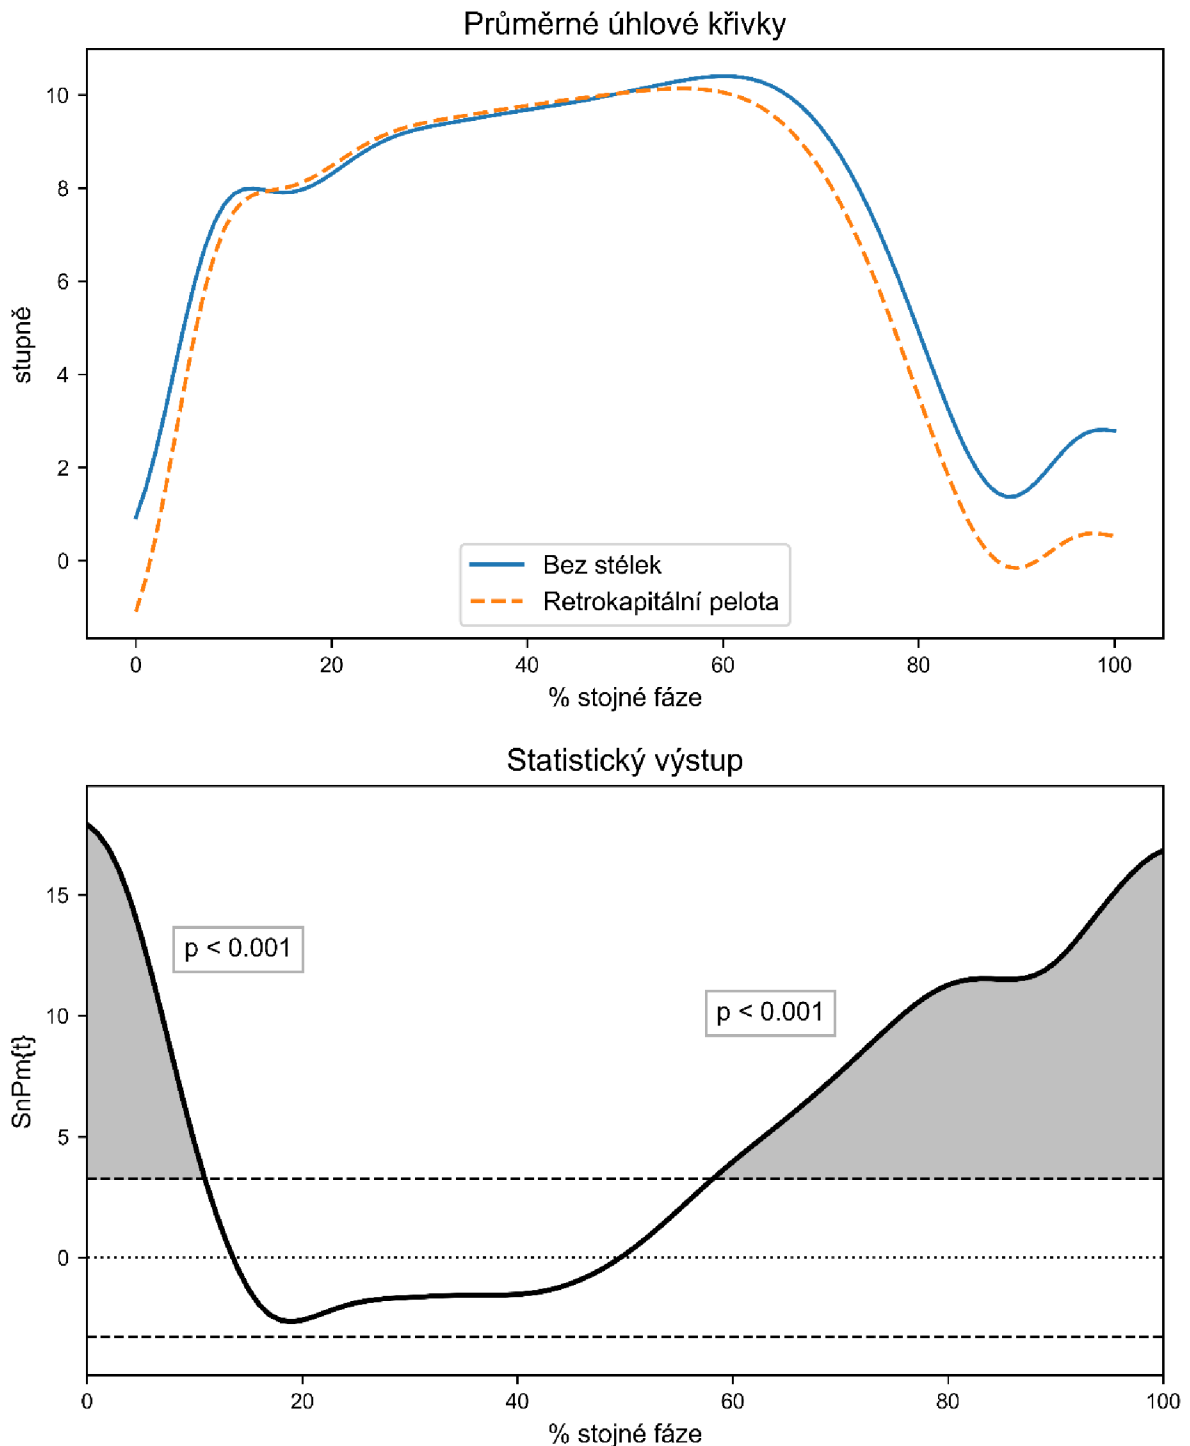 Průměrné úhlové křivky
10
8
6
4
2
0
stupně
Bez stélek
Retrokapitální pelota
0 20 40 60 80 100
% stojné fáze
Statistický výstup
15
10
5
0
SnPm{t}
p < 0.001
p < 0.001
0 20 40 60 80 100
% stojné fáze